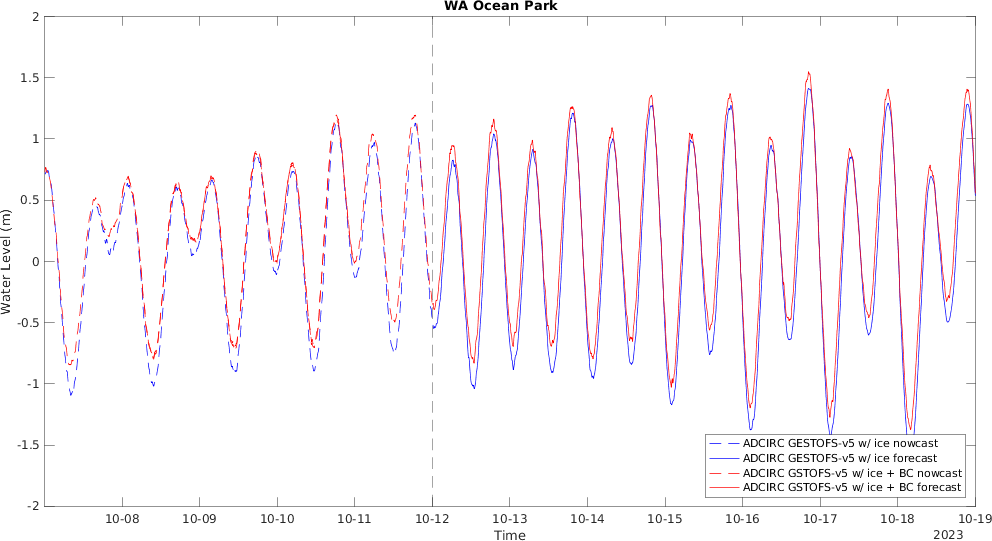 WA Ocean Park
2
1.5
1
0.5
0
-0.5
-1
-1.5
-2
Water Level (m)
10-08 10-09 10-10 10-11 10-12 10-13 10-14 10-15 10-16 10-17 10-18 10-19
Time
2023
ADCIRC GESTOFS-v5 w/ ice nowcast
ADCIRC GESTOFS-v5 w/ ice forecast
ADCIRC GSTOFS-v5 w/ ice + BC nowcast
ADCIRC GSTOFS-v5 w/ ice + BC forecast